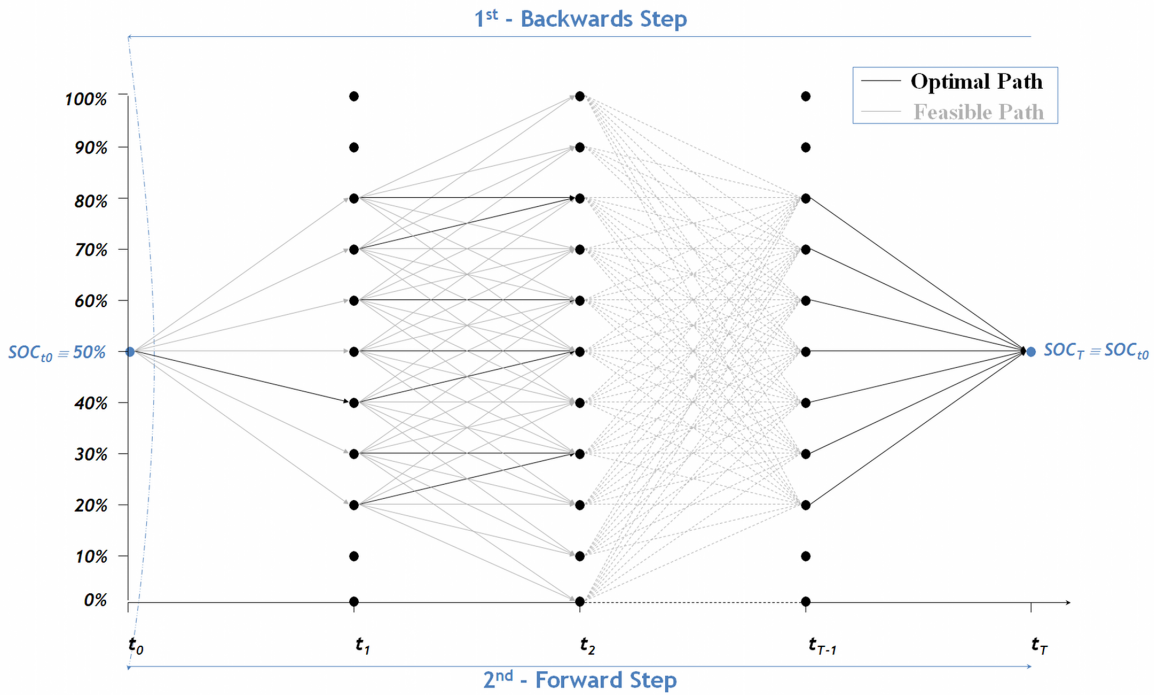 1st - Backwards Step
Optimal Path
Feasible Path
100%
90%
80%
70%
60%
SOCt0 ≡ 50%
SOCT ≡ SOCt0
40%
30%
20%
10%
0%
t0
t1
t2
tT-1
tT
2nd - Forward Step